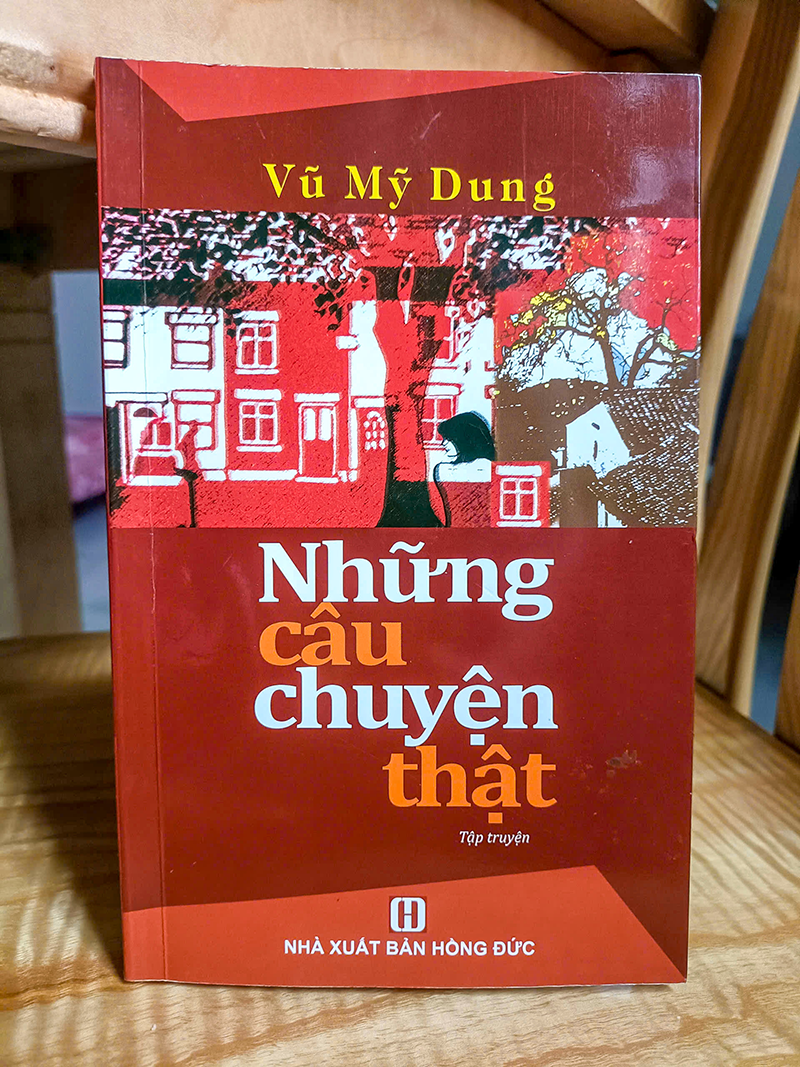 Vũ Mỹ Dung
Những
câu
chuyện
thật
Tập truyện
NHÀ XUẤT BẢN HỒNG ĐỨC